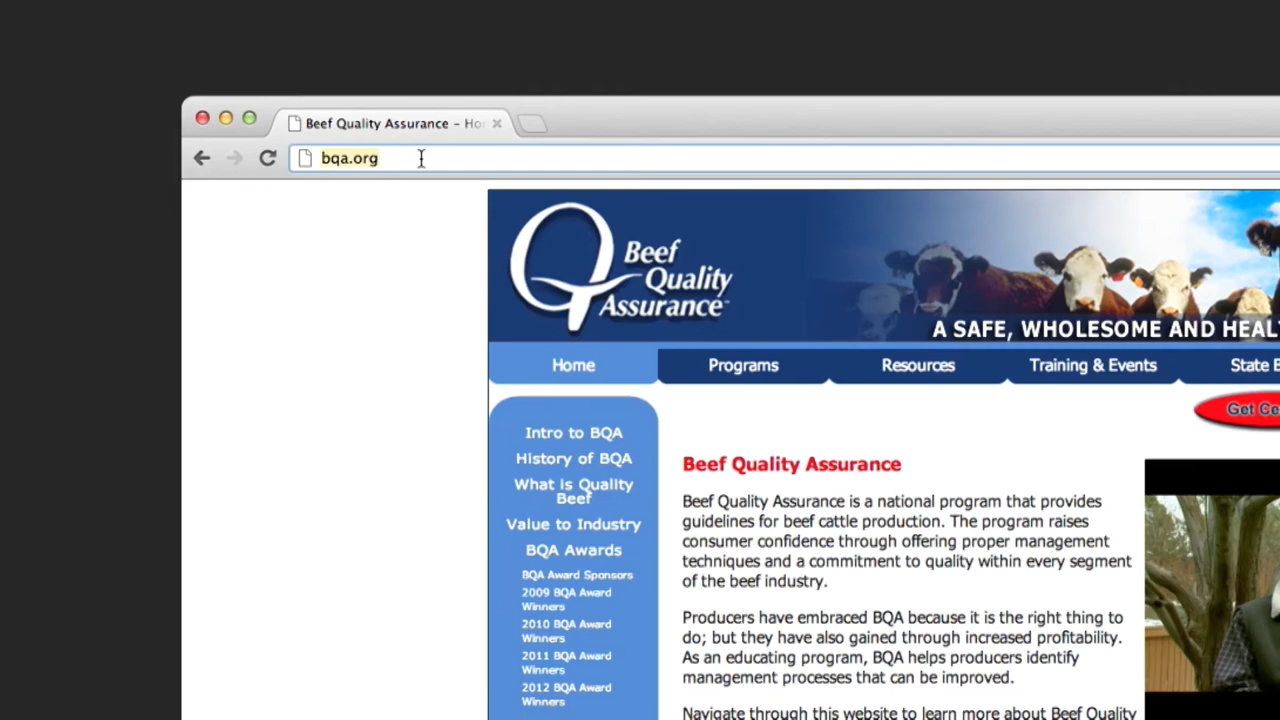 Beef Quality Assurance – Ho
bqa.org
Beef
Quality
Assurance™
A SAFE, WHOLESOME AND HEAL
Home
Programs
Resources
Training & Events
State B
Get Ce
Intro to BQA
History of BQA
What is Quality
Beef
Value to Industry
BQA Awards
BQA Award Sponsors
2009 BQA Award
Winners
2010 BQA Award
Winners
2011 BQA Award
Winners
2012 BQA Award
Winners
Beef Quality Assurance
Beef Quality Assurance is a national program that provides
guidelines for beef cattle production. The program raises
consumer confidence through offering proper management
techniques and a commitment to quality within every segment
of the beef industry.
Producers have embraced BQA because it is the right thing to
do; but they have also gained through increased profitability.
As an educating program, BQA helps producers identify
management processes that can be improved.
Navigate through this website to learn more about Beef Quality